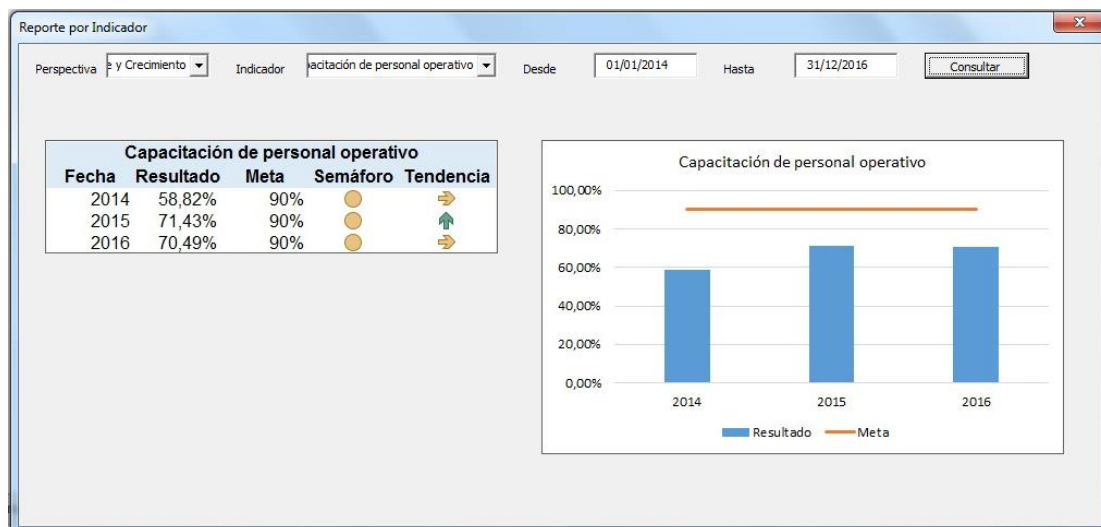 Reporte por Indicador
Perspectiva e y Crecimiento Indicador acitación de personal operativo Desde 01/01/2014 Hasta 31/12/2016 Consultar
Capacitación de personal operativo
Fecha Resultado Meta Semáforo Tendencia
2014 58,82% 90%
2015 71,43% 90%
2016 70,49% 90%
Capacitación de personal operativo
100,00%
80,00%
60,00%
40,00%
20,00%
0,00%
2014 2015 2016
Resultado Meta